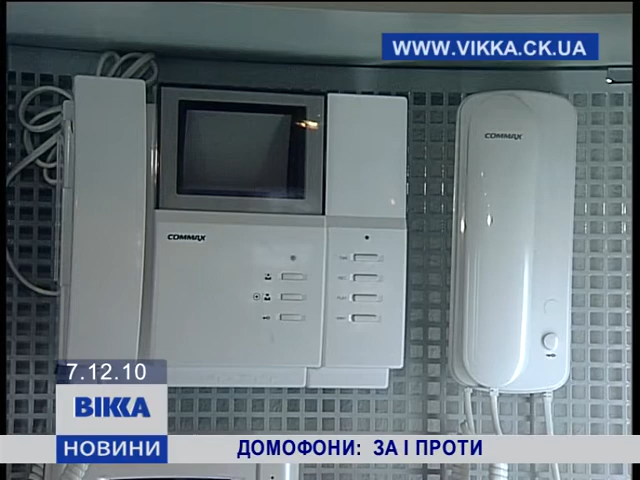 WWW.VIKKA.CK.UA
COMMAX
COMMAX
7.12.10
ВІККА
НОВИНИ
ДОМОФОНИ: ЗА І ПРОТИ